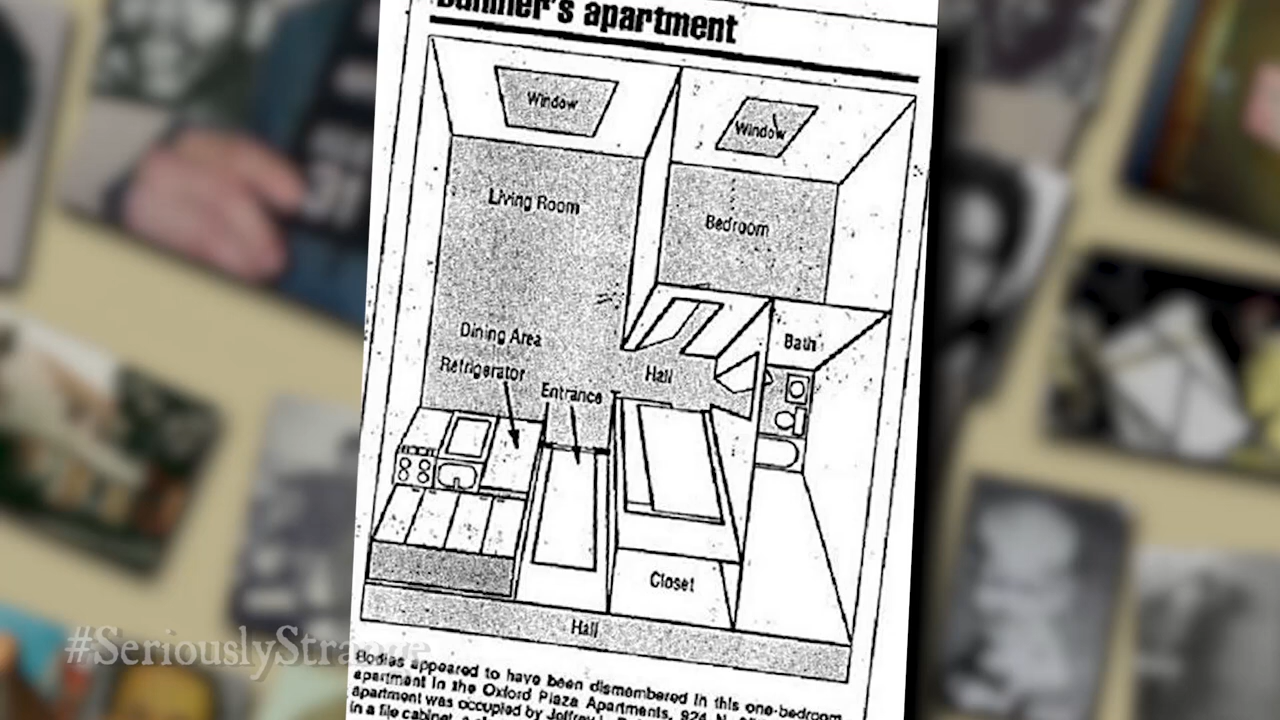 Dahmer's apartment
Window
Window
Living Room
Bedroom
Dining Area
Bath
Refrigerator
Hall
Entrance
Closet
Hall
#SeriouslyStrange
Bodies appeared to have been dismembered in this one-bedroom
apartment in the Oxford Plaza Apartments, 924 N.
apartment was occupied by Jeffrey L.
in a file cabinet, a